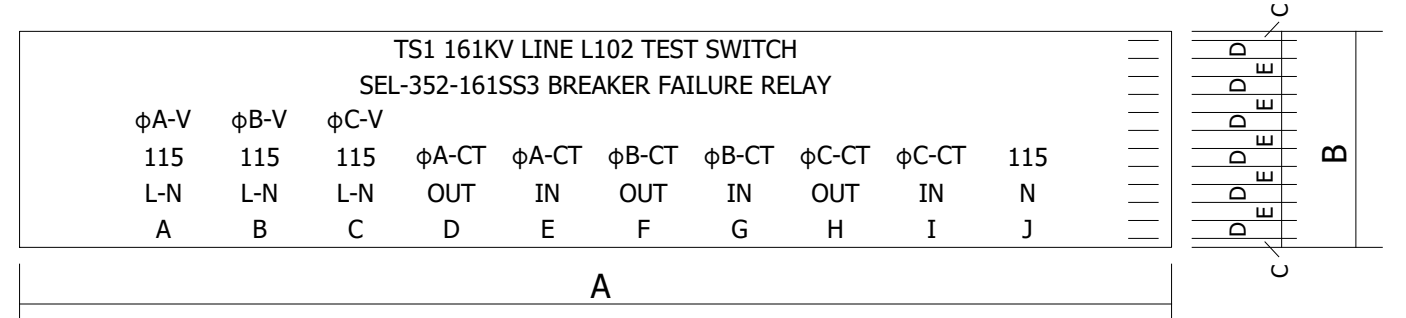 TS1 161KV LINE L102 TEST SWITCH
SEL-352-161SS3 BREAKER FAILURE RELAY
ϕA-V ϕB-V ϕC-V
115 115 115 ϕA-CT ϕA-CT ϕB-CT ϕB-CT ϕC-CT ϕC-CT 115
L-N L-N L-N OUT IN OUT IN OUT IN N
A B C D E F G H I J
A
C
D
E
D
E
D
E
D
E
D
E
D
C
B